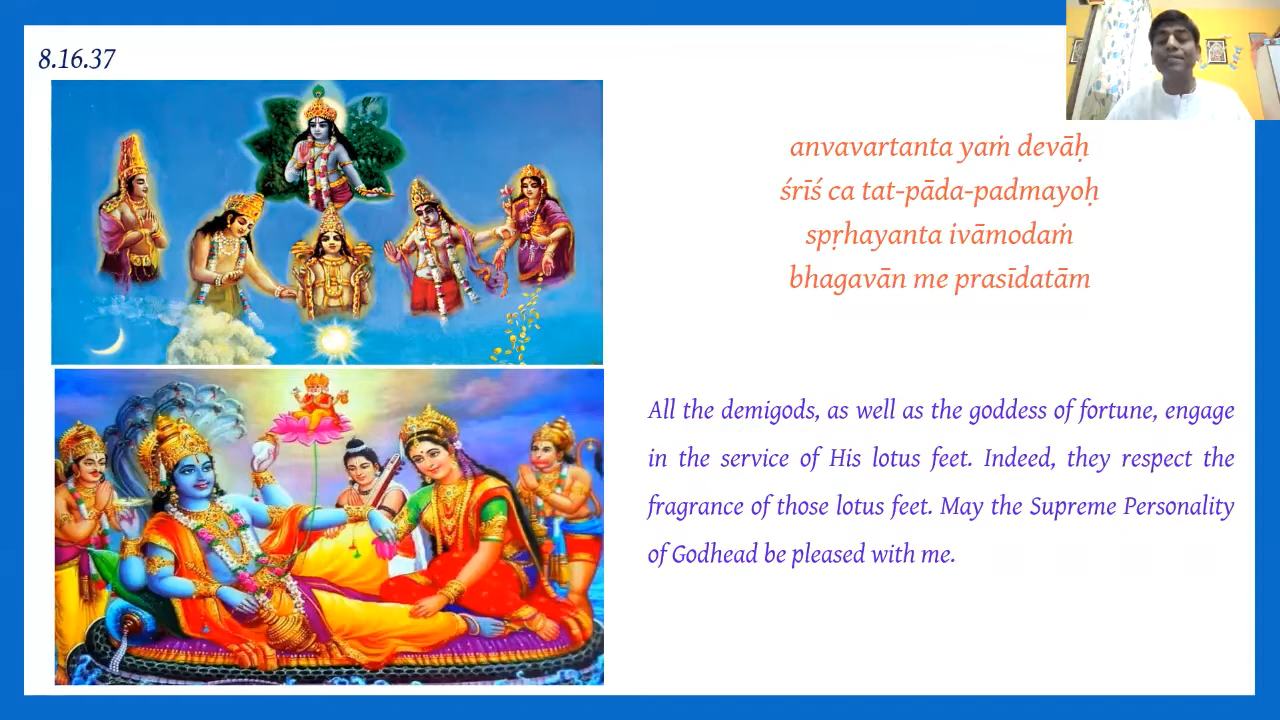 8.16.37
anvavartanta yaṁ devāḥ
śrīś ca tat-pāda-padmayoḥ
spṛhayanta ivāmodaṁ
bhagavān me prasīdatām
All the demigods, as well as the goddess of fortune, engage
in the service of His lotus feet. Indeed, they respect the
fragrance of those lotus feet. May the Supreme Personality
of Godhead be pleased with me.